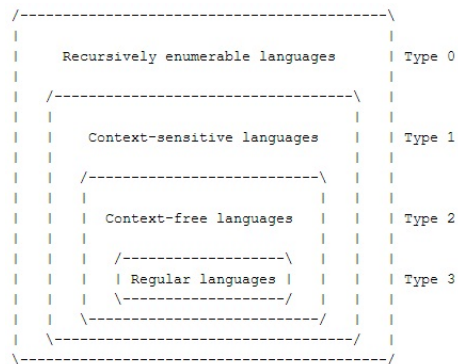 Recursively enumerable languages Type 0
Context-sensitive languages Type 1
Context-free languages Type 2
Regular languages Type 3